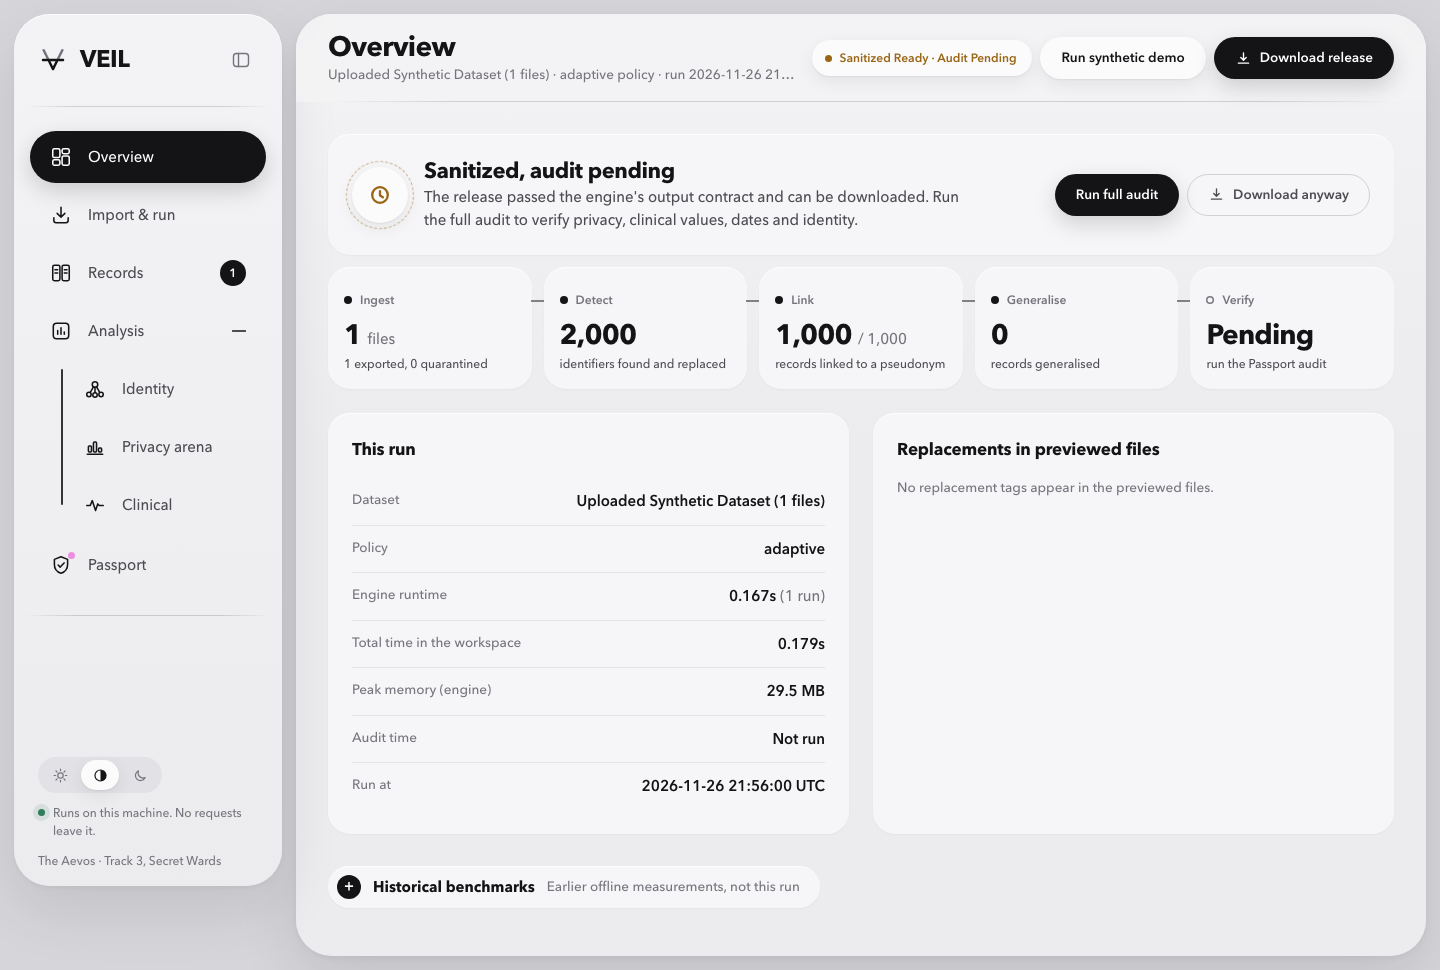 VEIL
Overview
Import & run
Records 1
Analysis
Identity
Privacy arena
Clinical
Passport
Runs on this machine. No requests
leave it.
The Aevos · Track 3, Secret Wards
Overview
Uploaded Synthetic Dataset (1 files) · adaptive policy · run 2026-11-26 21…
Sanitized Ready · Audit Pending
Run synthetic demo
Download release
Sanitized, audit pending
The release passed the engine's output contract and can be downloaded. Run
the full audit to verify privacy, clinical values, dates and identity.
Run full audit
Download anyway
Ingest
1 files
1 exported, 0 quarantined
Detect
2,000
identifiers found and replaced
Link
1,000 / 1,000
records linked to a pseudonym
Generalise
0
records generalised
Verify
Pending
run the Passport audit
This run
Dataset Uploaded Synthetic Dataset (1 files)
Policy adaptive
Engine runtime 0.167s (1 run)
Total time in the workspace 0.179s
Peak memory (engine) 29.5 MB
Audit time Not run
Run at 2026-11-26 21:56:00 UTC
Replacements in previewed files
No replacement tags appear in the previewed files.
Historical benchmarks Earlier offline measurements, not this run